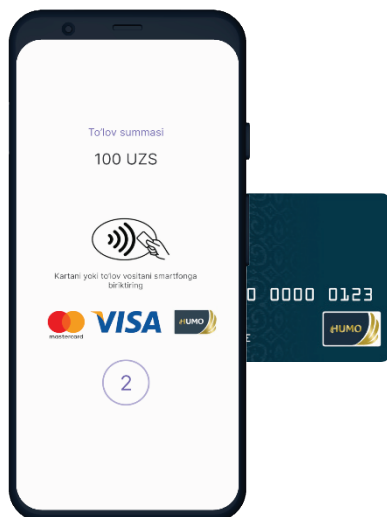 To'lov summasi
100 UZS
Kartani yoki to'lov vositani smartfonga
biriktiring
mastercard VISA HUMO
2
0 0000 0123
E
HUMO